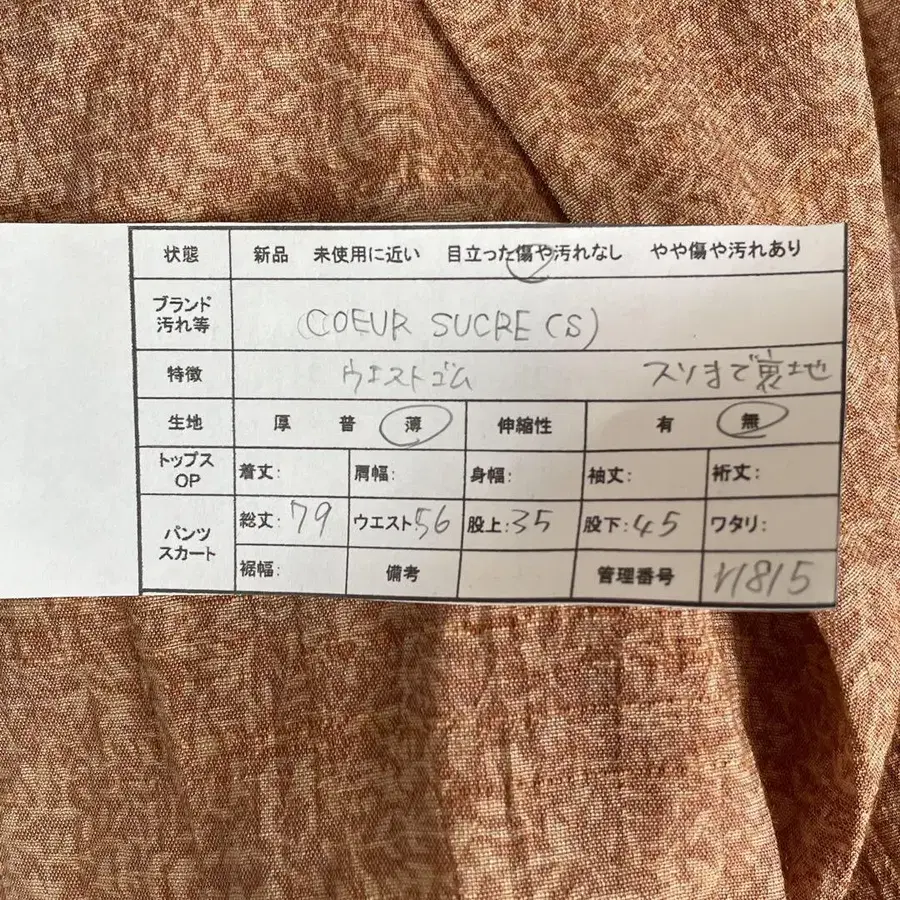 状態 新品 未使用に近い 目立った傷や汚れなし やや傷や汚れあり
ブランド
汚れ等
COEUR SUCRE (S)
特徴 ウエストゴム スソまで裏地
生地 厚 普 薄 伸縮性 有 無
トップス
OP
着丈: 肩幅: 身幅: 袖丈: 裄丈:
パンツ
スカート
総丈: 79 ウエスト: 56 股上: 35 股下: 45 ワタリ:
裾幅: 備考 管理番号 r1815